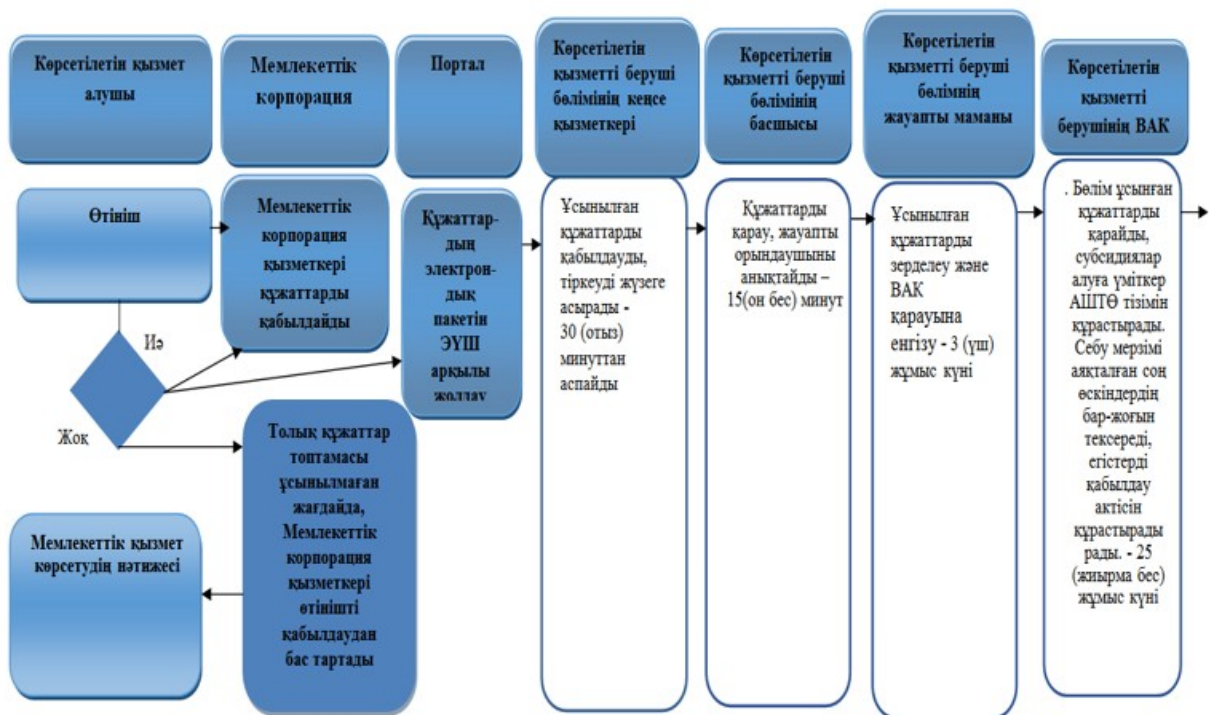 Көрсетілетін қызмет
алушы
Мемлекеттік
корпорация
Портал
Көрсетілетін
қызметті беруші
бөлімінің кеңсе
қызметкері
Көрсетілетін
қызметті беруші
бөлімінің
басшысы
Көрсетілетін
қызметті беруші
бөлімнің
жауапты маманы
Көрсетілетін
қызметті
берушінің ВАК
Өтініш
Мемлекеттік
корпорация
қызметкері
құжаттарды
қабылдайды
Құжаттар-
дың
электрон-
дық
пакетін
ЭҮШ
арқылы
жолдау
Ұсынылған
құжаттарды
қабылдауды,
тіркеуді жүзеге
асырады -
30 (отыз)
минуттан
аспайды
Құжаттарды
қарау, жауапты
орындаушыны
анықтайды –
15(он бес) минут
Ұсынылған
құжаттарды
зерделеу және
ВАК
қарауына
енгізу - 3 (үш)
жұмыс күні
. Бөлім ұсынған
құжаттарды
қарайды,
субсидиялар
алуға үміткер
АШТӨ тізімін
құрастырады.
Себу мерзімі
аяқталған соң
өскіндердің
бар-жоғын
тексереді,
егістерді
қабылдау
актісін
құрастырады
рады. - 25
(жиырма бес)
жұмыс күні
Иә
Жоқ
Толық құжаттар
топтамасы
ұсынылмаған
жағдайда,
Мемлекеттік
корпорация
қызметкері
өтінішті
қабылдаудан
бас тартады
Мемлекеттік қызмет
көрсетудің нәтижесі